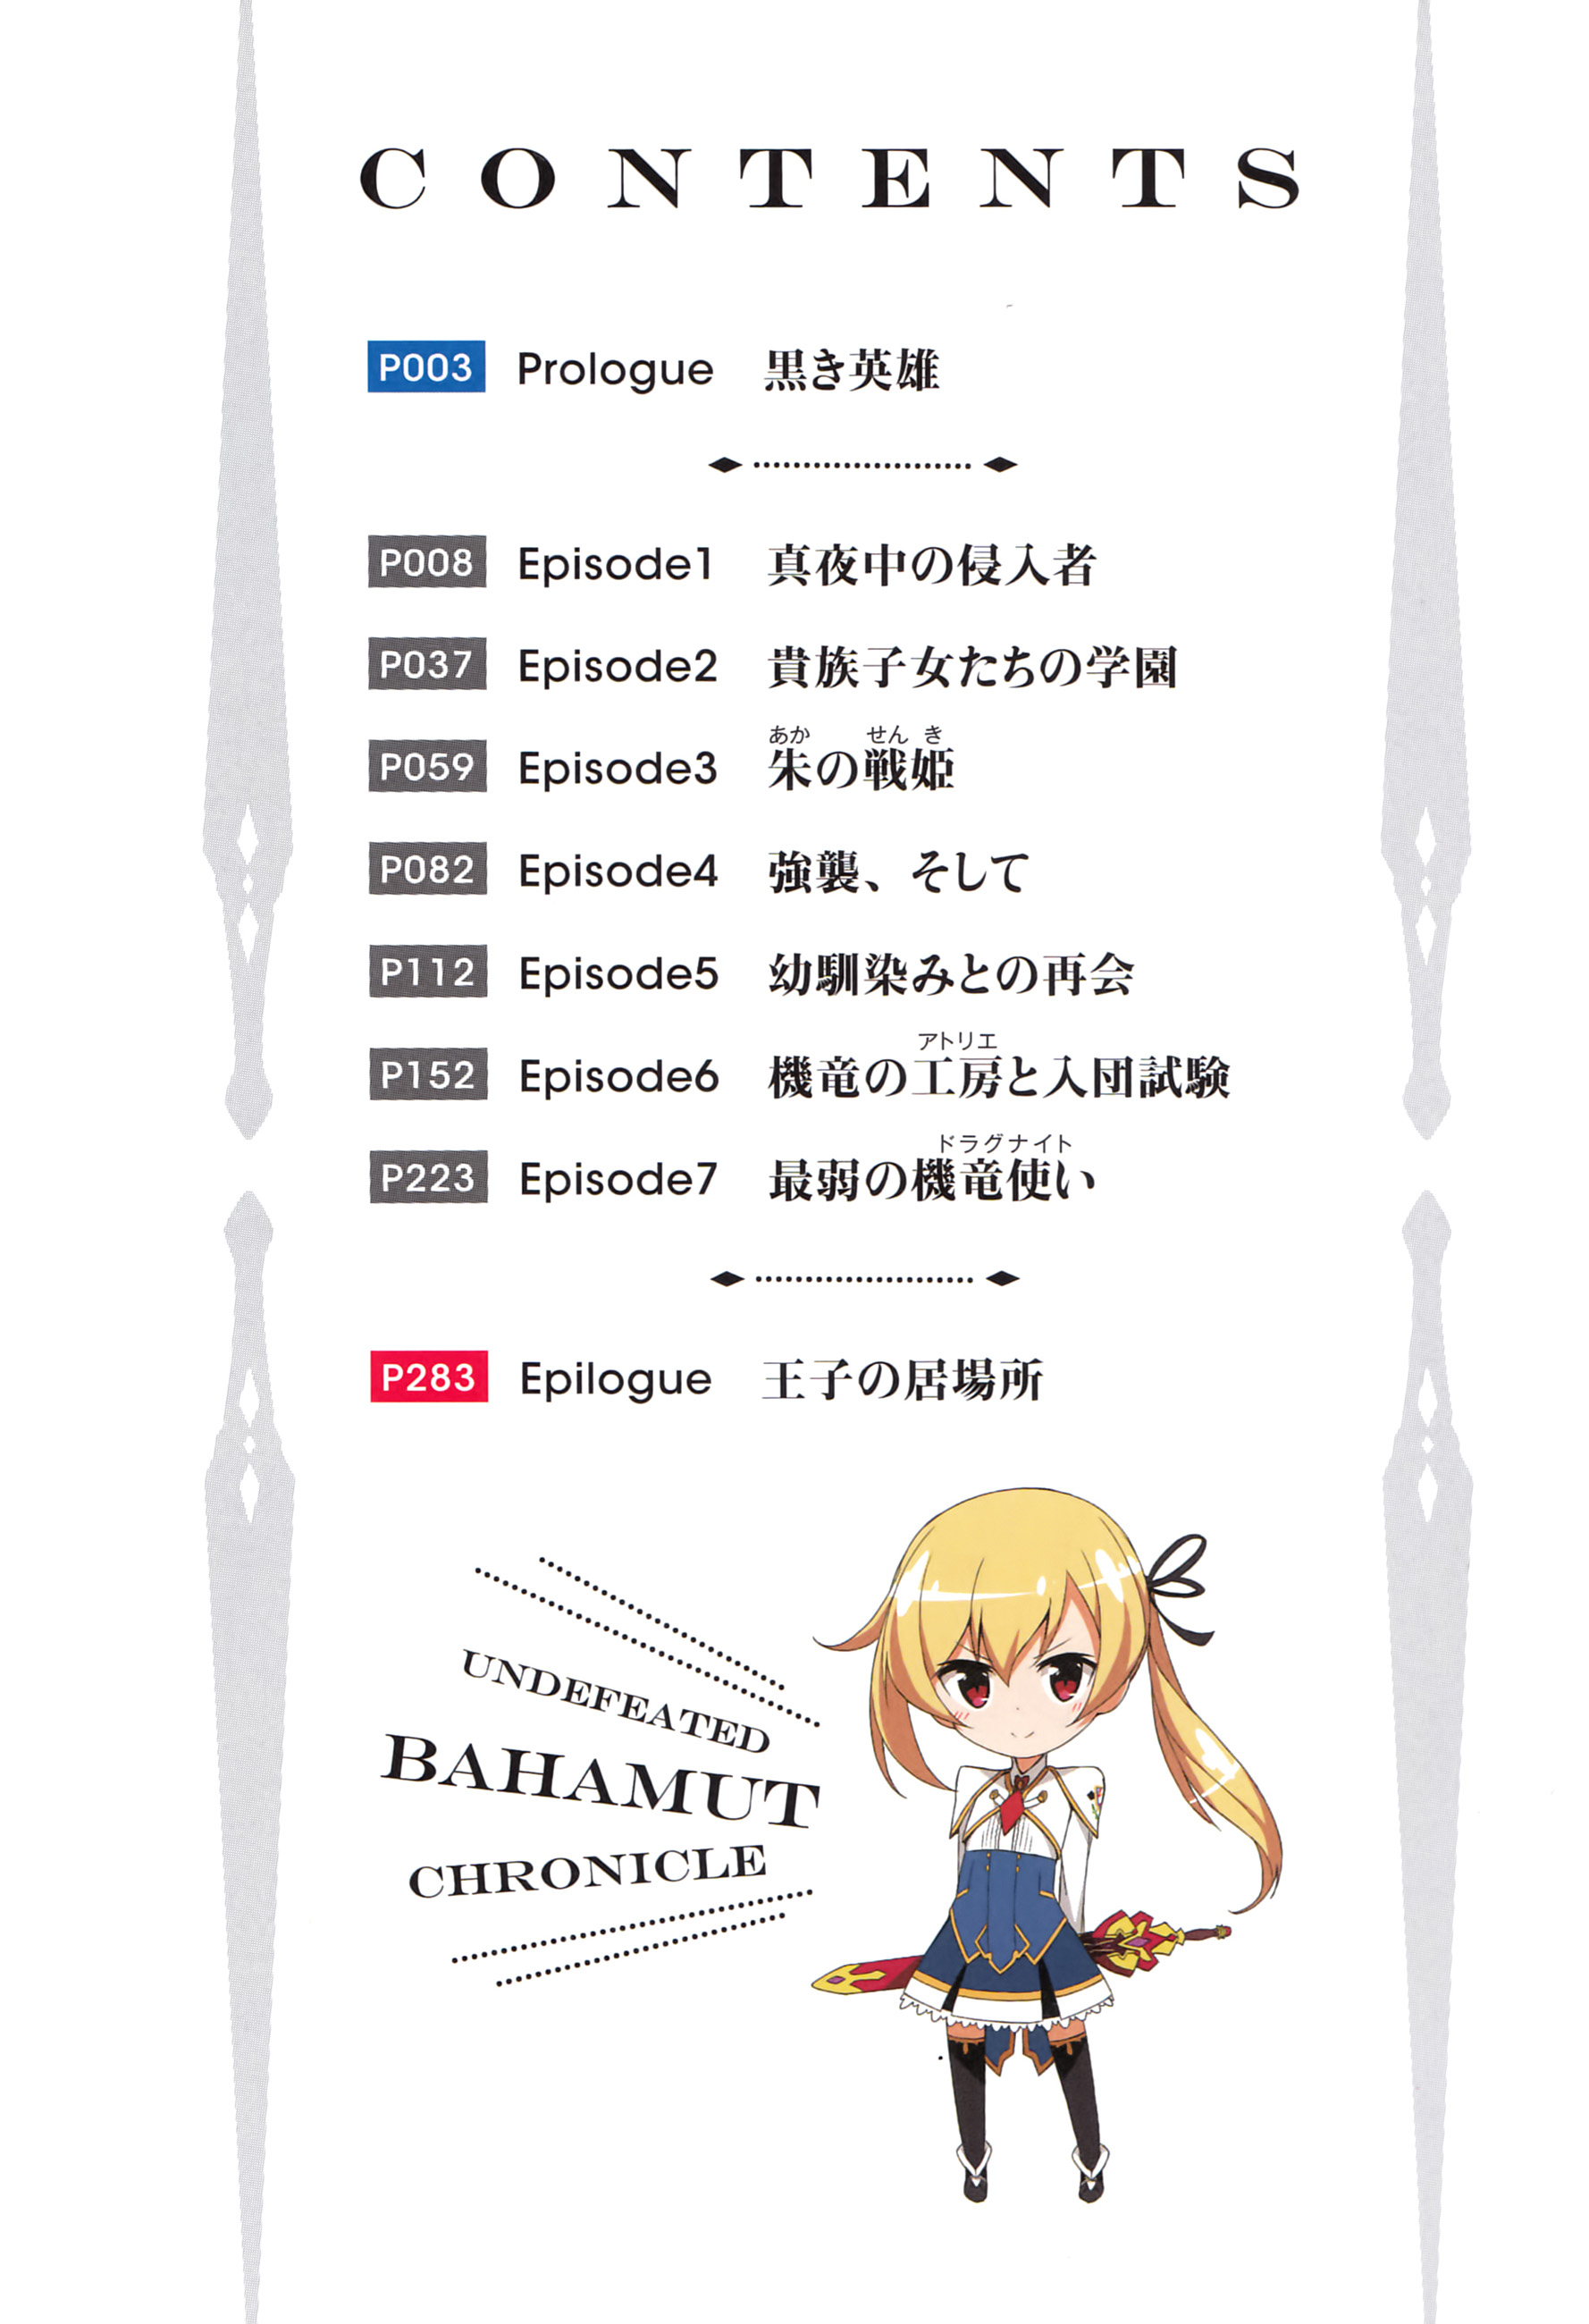 CONTENTS
P003 Prologue 黒き英雄
P008 Episode1 真夜中の侵入者
P037 Episode2 貴族子女たちの学園
あか せん き
P059 Episode3 朱の戦姫
P082 Episode4 強襲、そして
P112 Episode5 幼馴染みとの再会
アトリエ
P152 Episode6 機竜の工房と入団試験
ドラグナイト
P223 Episode7 最弱の機竜使い
P283 Epilogue 王子の居場所
UNDEFEATED
BAHAMUT
CHRONICLE